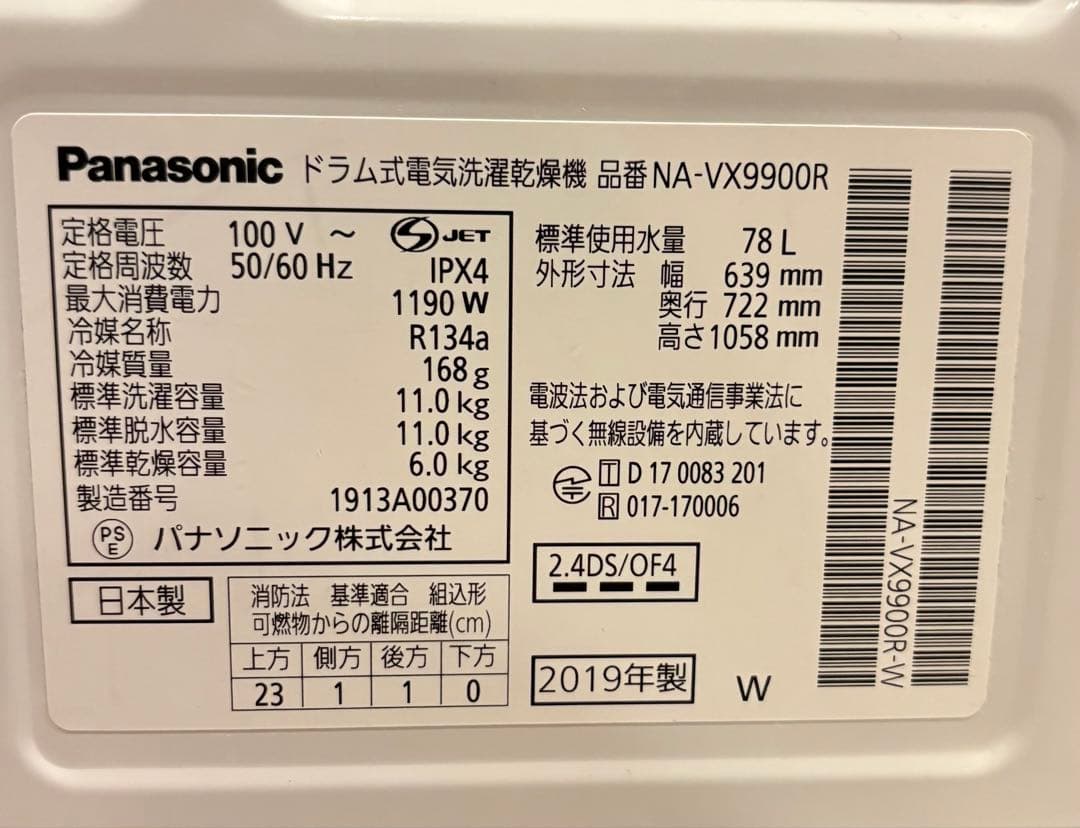 Panasonic ドラム式電気洗濯乾燥機 品番 NA-VX9900R
定格電圧 100 V ～ JET
定格周波数 50/60 Hz IPX4
最大消費電力 1190 W
冷媒名称 R134a
冷媒質量 168 g
標準洗濯容量 11.0 kg
標準脱水容量 11.0 kg
標準乾燥容量 6.0 kg
製造番号 1913A00370
PSE パナソニック株式会社
日本製
消防法 基準適合 組込形
可燃物からの離隔距離(cm)
上方 側方 後方 下方
23 1 1 0
標準使用水量 78 L
外形寸法 幅 639 mm
奥行 722 mm
高さ 1058 mm
電波法および電気通信事業法に
基づく無線設備を内蔵しています。
T D 17 0083 201
R 017-170006
2.4DS/OF4
2019年製
W
NA-VX9900R-W